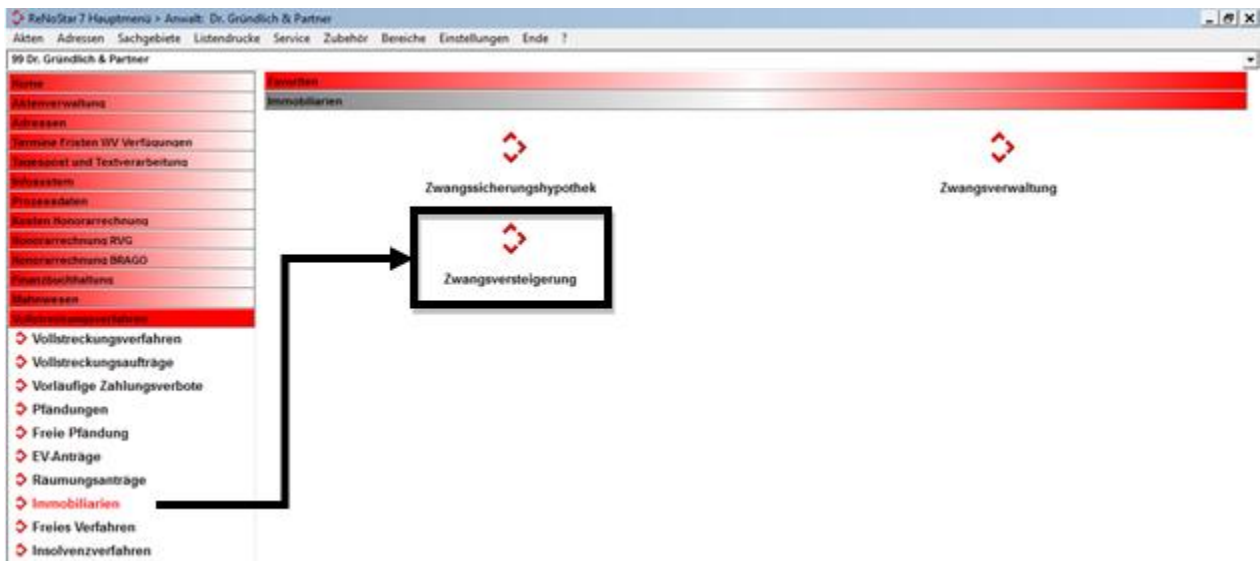 ReNoStar 7 Hauptmenü > Anwalt: Dr. Gründlich & Partner
Akten Adressen Sachgebiete Listendrucke Service Zubehör Bereiche Einstellungen Ende ?
99 Dr. Gründlich & Partner
Home
Aktenverwaltung
Adressen
Termine Fristen WV Verfügungen
Tagespost und Textverarbeitung
Infosystem
Prozessdaten
Kosten Honorarrechnung
Honorarrechnung RVG
Honorarrechnung BRAGO
Finanzbuchhaltung
Mahnwesen
Vollstreckungsverfahren
Vollstreckungsverfahren
Vollstreckungsaufträge
Vorläufige Zahlungsverbote
Pfändungen
Freie Pfändung
EV-Anträge
Räumungsanträge
Immobiliarien
Freies Verfahren
Insolvenzverfahren
Favoriten
Immobiliarien
Zwangssicherungshypothek
Zwangsverwaltung
Zwangsversteigerung